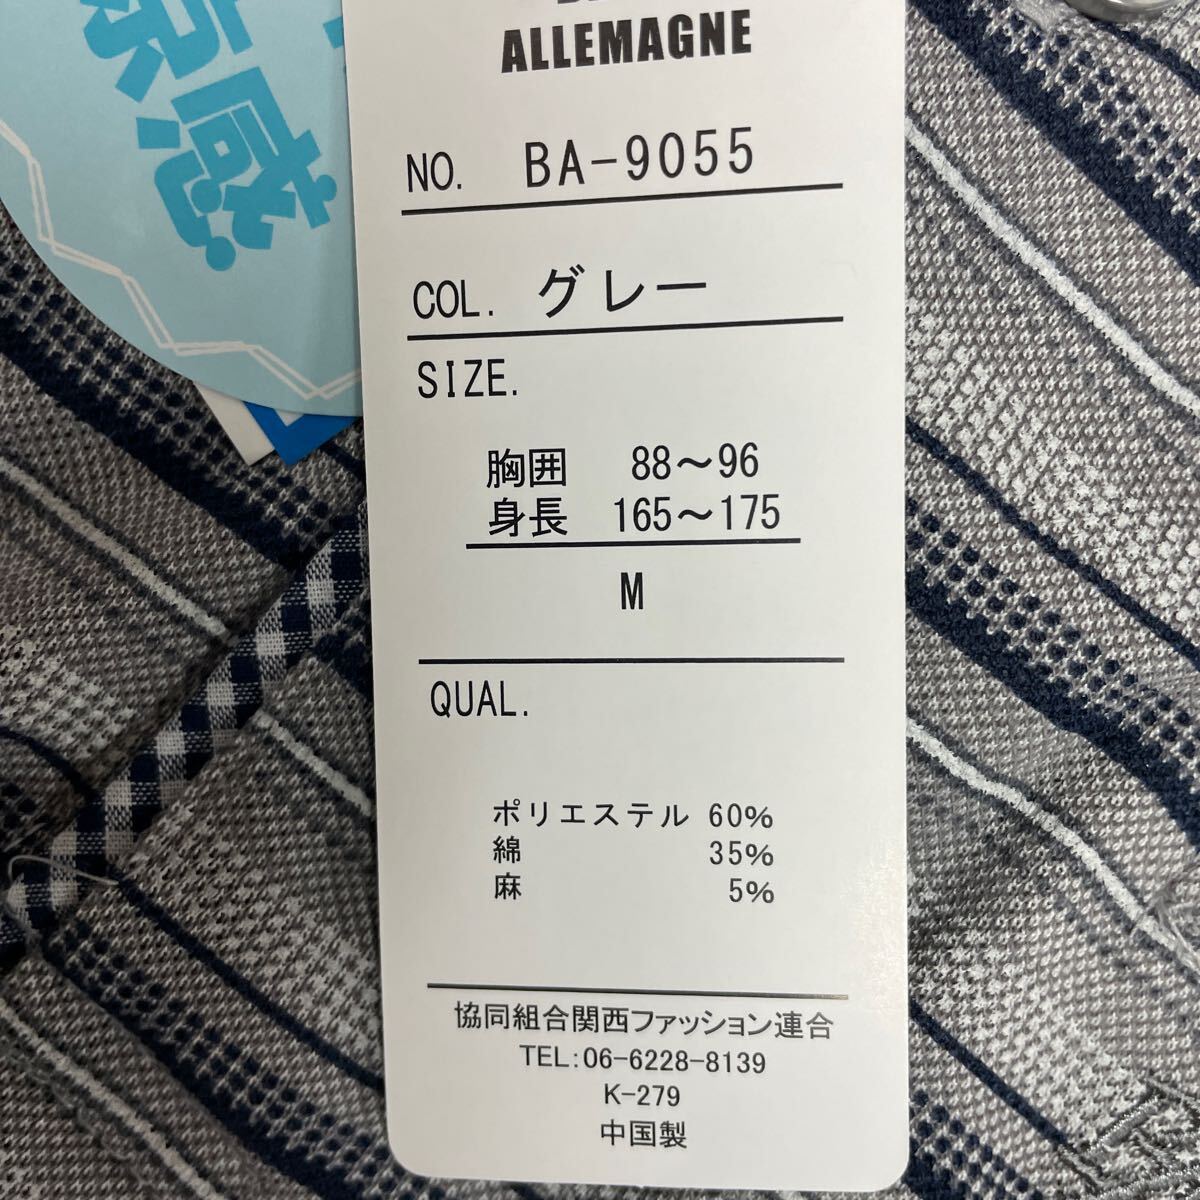 涼感
ALLEMAGNE
NO. BA-9055
COL. グレー
SIZE.
胸囲 88～96
身長 165～175
M
QUAL.
ポリエステル 60%
綿 35%
麻 5%
協同組合関西ファッション連合
TEL:06-6228-8139
K-279
中国製